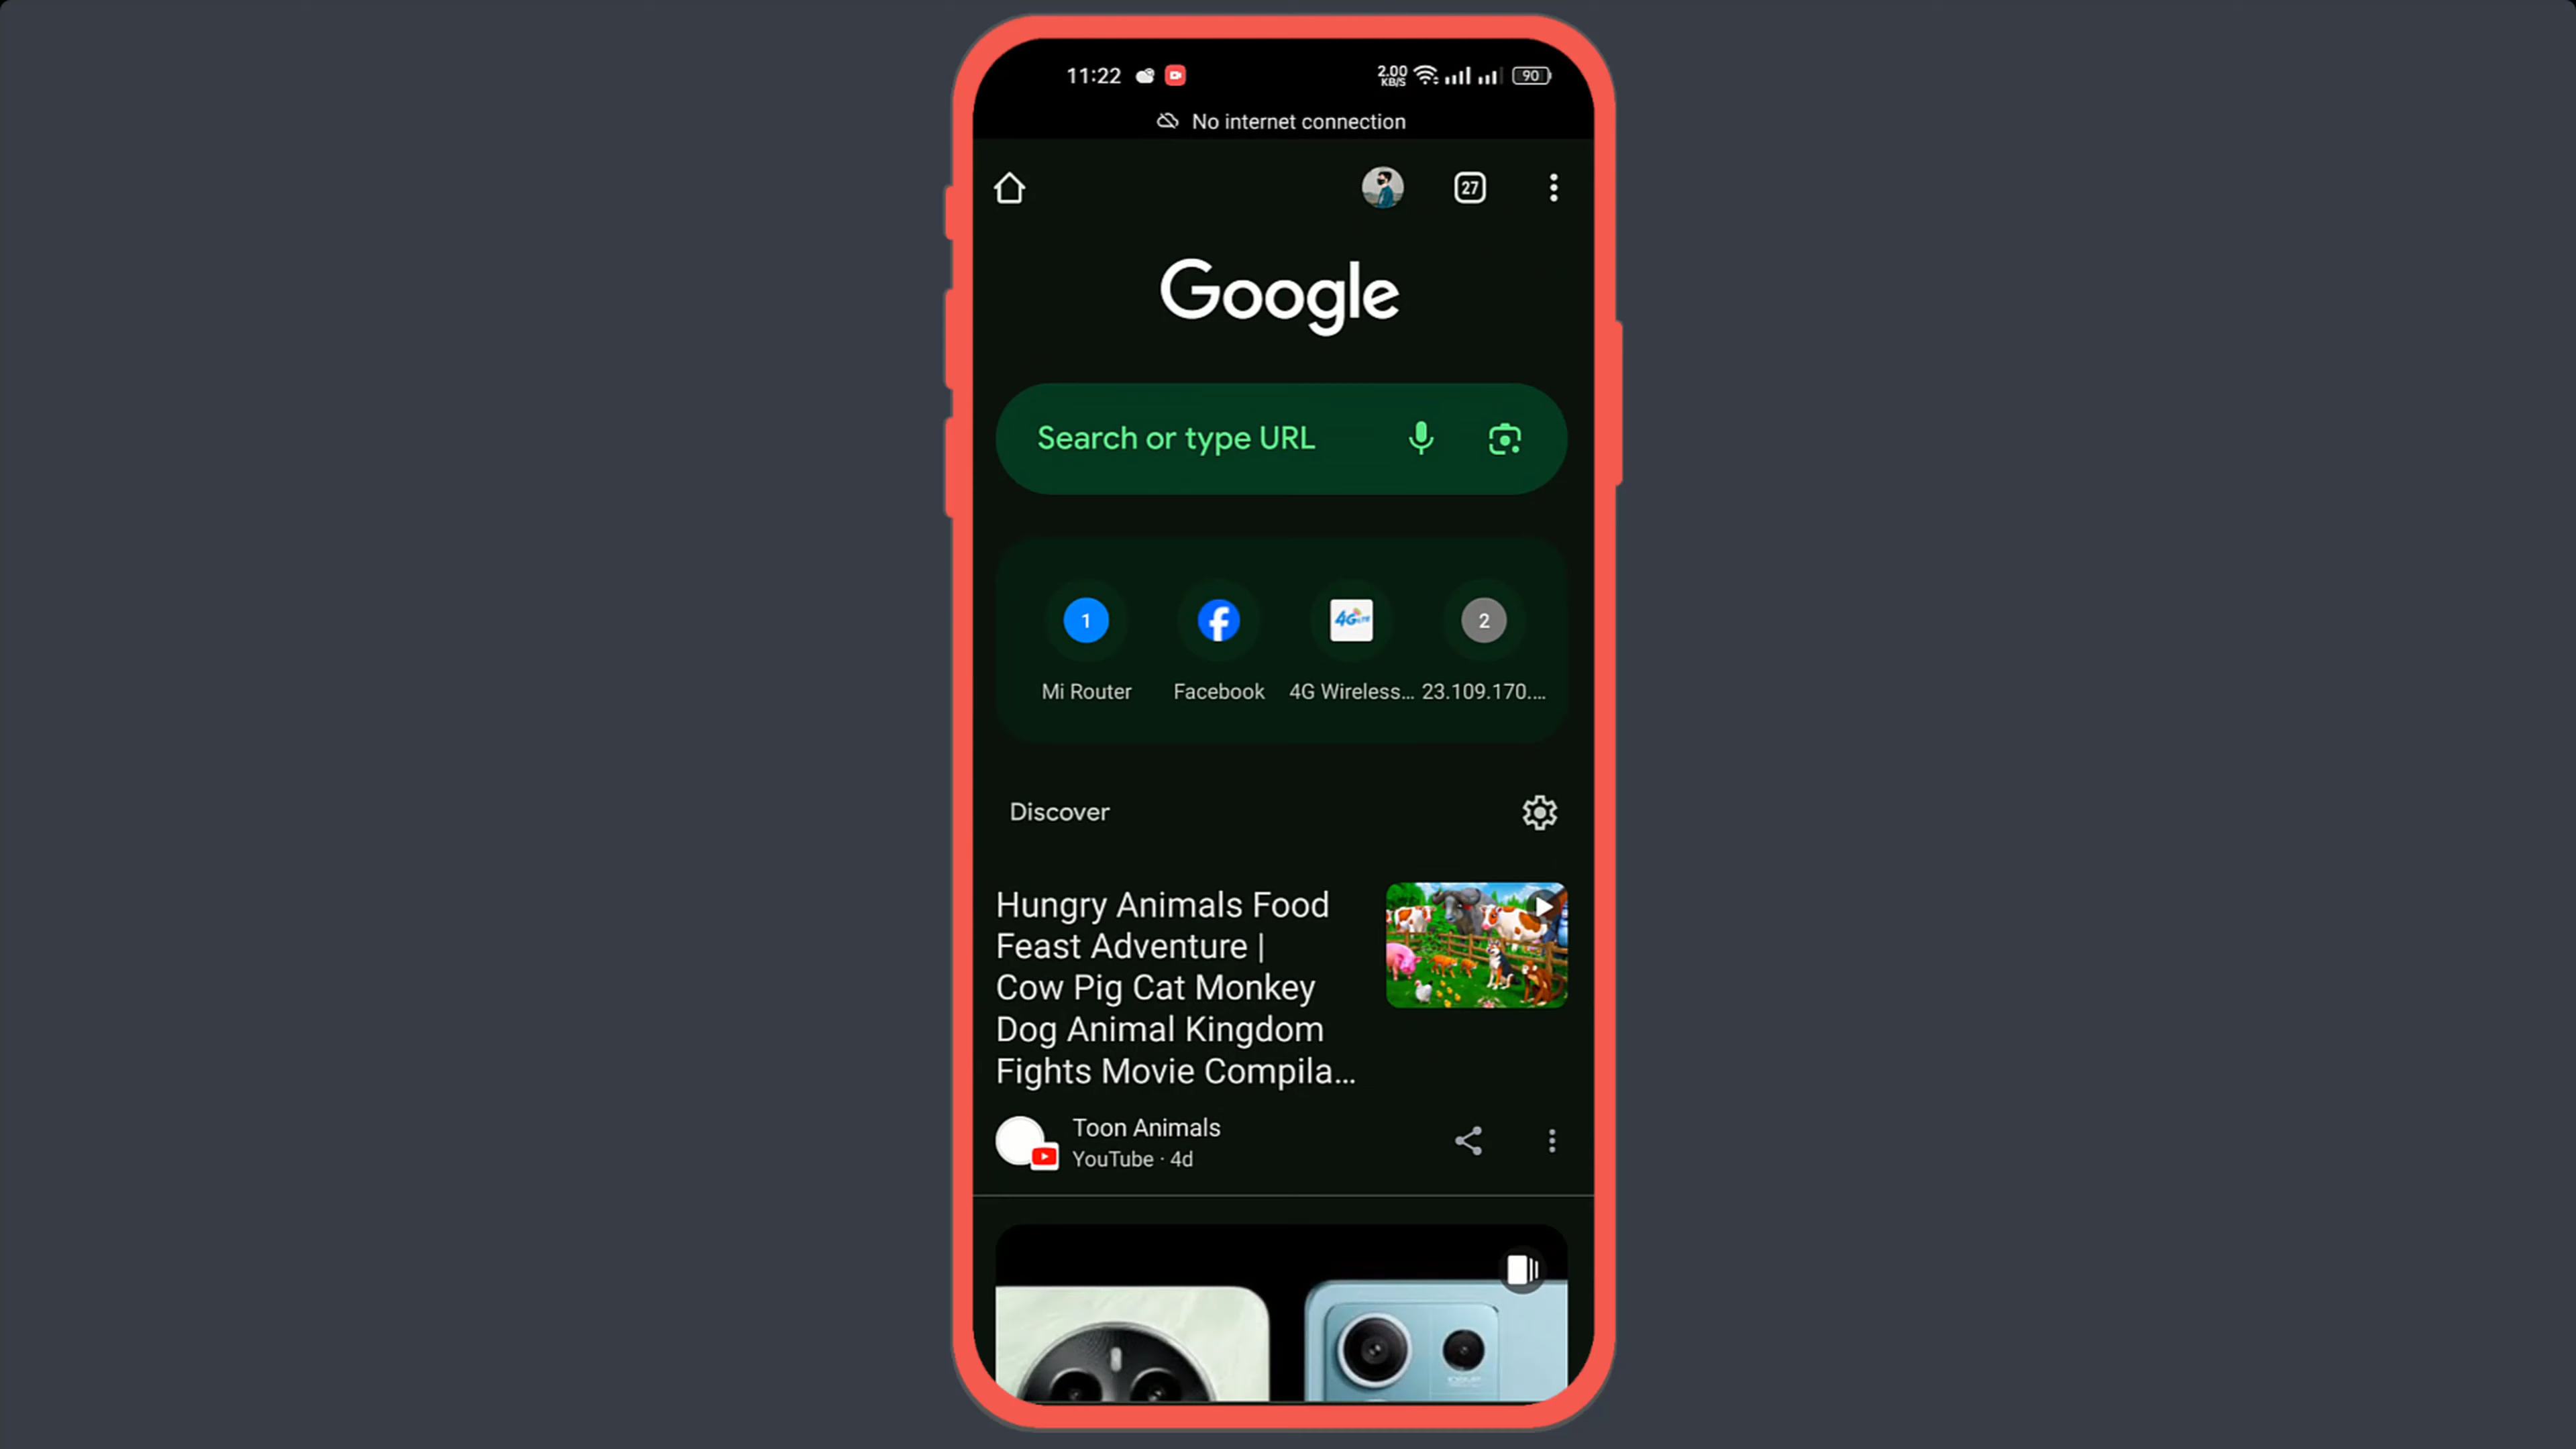 11:22
2.00
KB/S
90
No internet connection
27
Google
Search or type URL
1
4G LTE
2
Mi Router
Facebook
4G Wireless...
23.109.170....
Discover
Hungry Animals Food
Feast Adventure |
Cow Pig Cat Monkey
Dog Animal Kingdom
Fights Movie Compila...
Toon Animals
YouTube · 4d